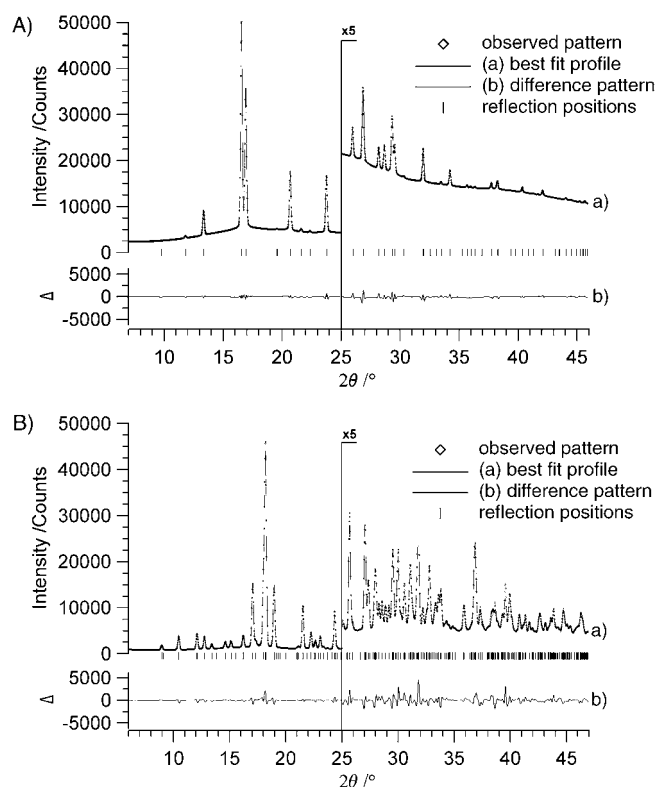 A)
50000
40000
30000
20000
10000
0
Intensity /Counts
x5
observed pattern
(a) best fit profile
(b) difference pattern
reflection positions
a)
5000
0
-5000
Δ
b)
10 15 20 25 30 35 40 45
2θ /°
B)
50000
40000
30000
20000
10000
0
Intensity /Counts
x5
observed pattern
(a) best fit profile
(b) difference pattern
reflection positions
a)
5000
0
-5000
Δ
b)
10 15 20 25 30 35 40 45
2θ /°